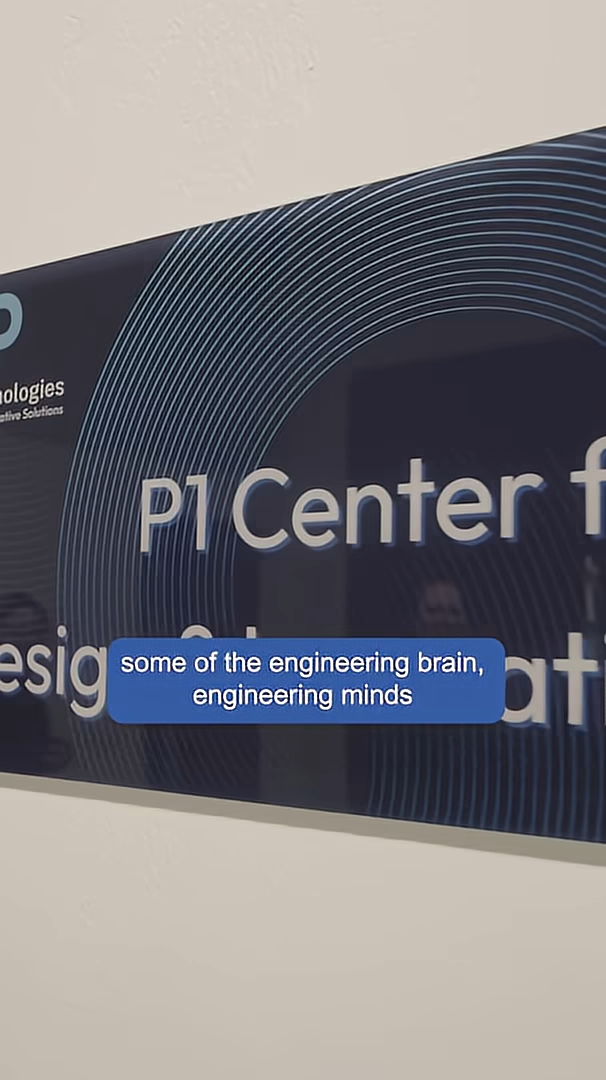 nologies
ative Solutions
P1 Center f
esig
ati
some of the engineering brain,
engineering minds